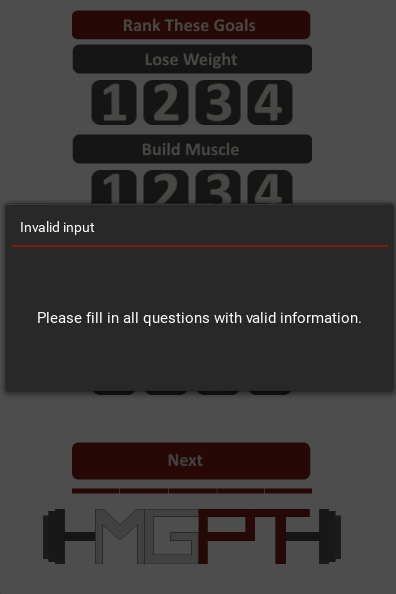 Rank These Goals
Lose Weight
1 2 3 4
Build Muscle
1 2 3 4
Invalid input
Please fill in all questions with valid information.
Next
MGPT